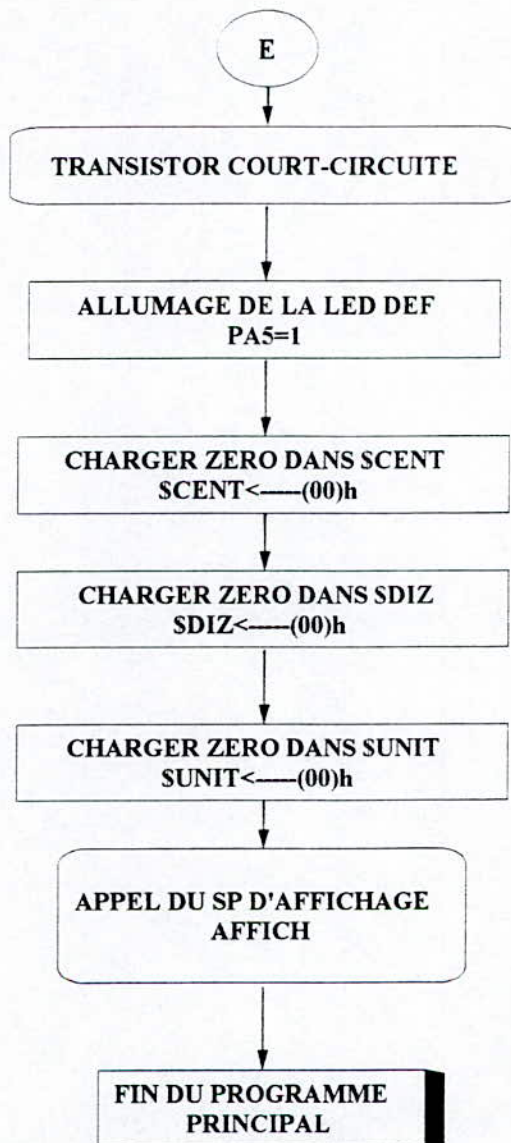 E
TRANSISTOR COURT-CIRCUITE
ALLUMAGE DE LA LED DEF
PA5=1
CHARGER ZERO DANS SCENT
SCENT<-----(00)h
CHARGER ZERO DANS SDIZ
SDIZ<-----(00)h
CHARGER ZERO DANS SUNIT
SUNIT<-----(00)h
APPEL DU SP D'AFFICHAGE
AFFICH
FIN DU PROGRAMME
PRINCIPAL